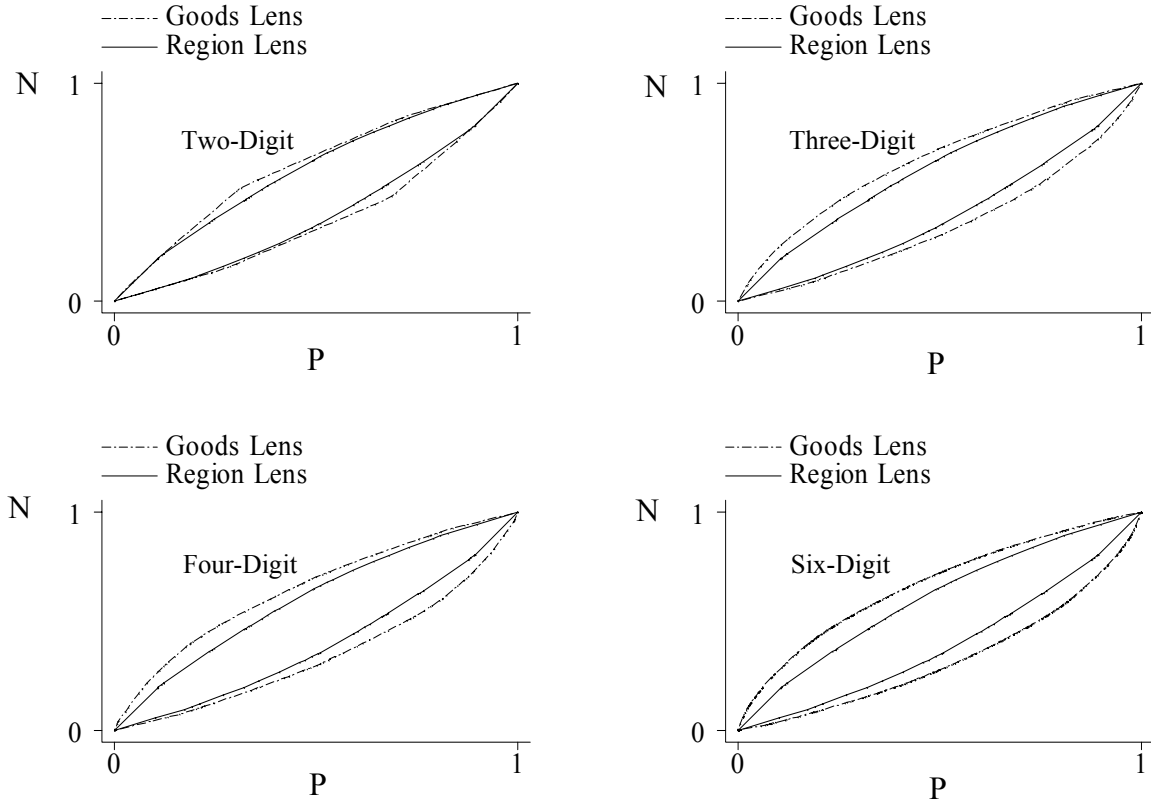 Goods Lens
Region Lens
N
1
Two-Digit
0
0
1
P
Goods Lens
Region Lens
N
1
Three-Digit
0
0
1
P
Goods Lens
Region Lens
N
1
Four-Digit
0
0
1
P
Goods Lens
Region Lens
N
1
Six-Digit
0
0
1
P